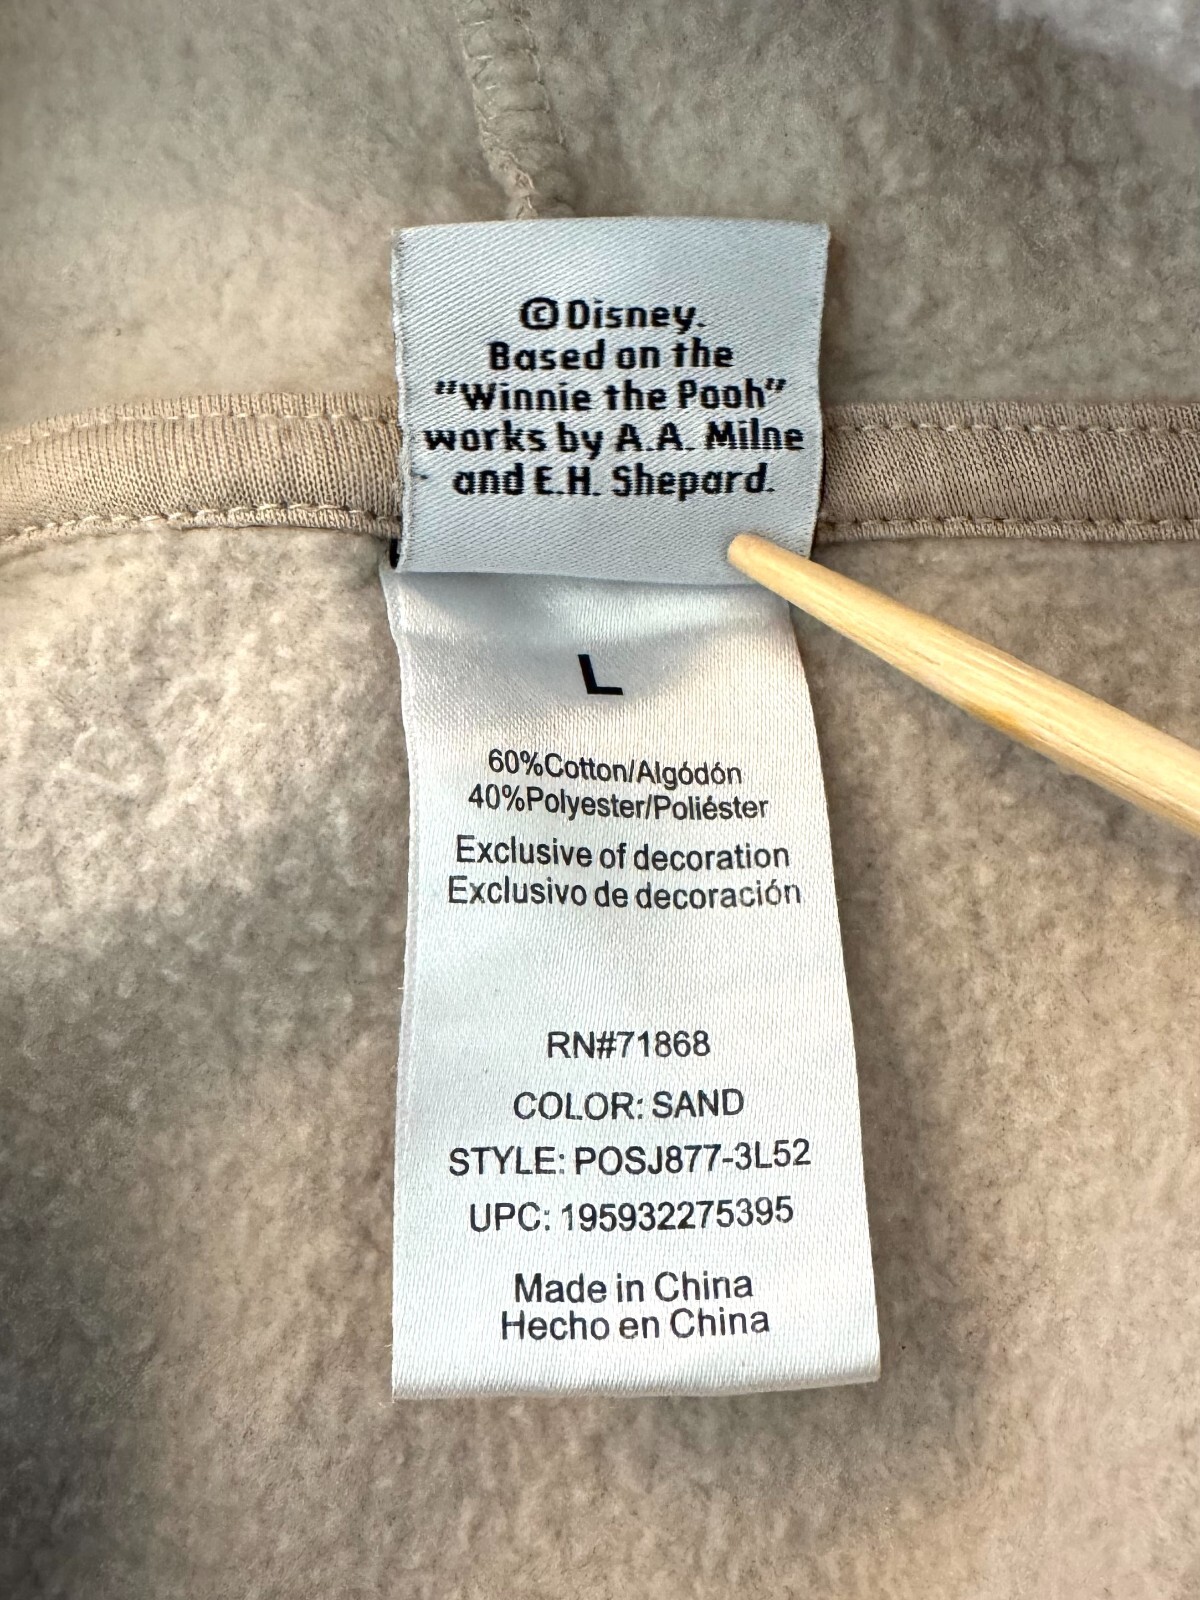 ©Disney.
Based on the
"Winnie the Pooh"
works by A.A. Milne
and E.H. Shepard.
L
60%Cotton/Algódón
40%Polyester/Poliéster
Exclusive of decoration
Exclusivo de decoración
RN#71868
COLOR: SAND
STYLE: POSJ877-3L52
UPC: 195932275395
Made in China
Hecho en China